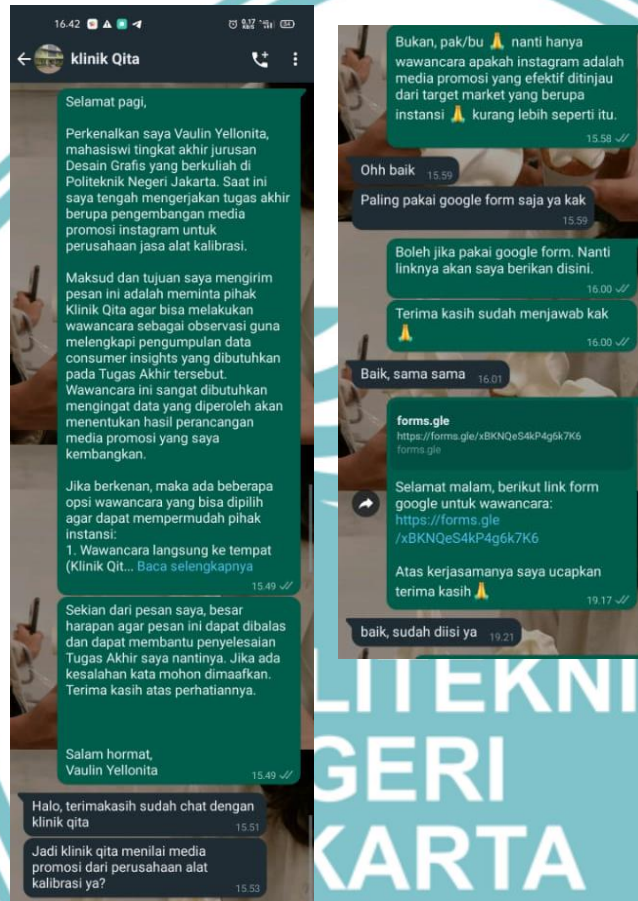 16.42
0.17
KB/S
54
klinik Qita
Selamat pagi,
Perkenalkan saya Vaulin Yellonita,
mahasiswi tingkat akhir jurusan
Desain Grafis yang berkuliah di
Politeknik Negeri Jakarta. Saat ini
saya tengah mengerjakan tugas akhir
berupa pengembangan media
promosi instagram untuk
perusahaan jasa alat kalibrasi.
Maksud dan tujuan saya mengirim
pesan ini adalah meminta pihak
Klinik Qita agar bisa melakukan
wawancara sebagai observasi guna
melengkapi pengumpulan data
consumer insights yang dibutuhkan
pada Tugas Akhir tersebut.
Wawancara ini sangat dibutuhkan
mengingat data yang diperoleh akan
menentukan hasil perancangan
media promosi yang saya
kembangkan.
Jika berkenan, maka ada beberapa
opsi wawancara yang bisa dipilih
agar dapat mempermudah pihak
instansi:
1. Wawancara langsung ke tempat
(Klinik Qit... Baca selengkapnya
15.49
Sekian dari pesan saya, besar
harapan agar pesan ini dapat dibalas
dan dapat membantu penyelesaian
Tugas Akhir saya nantinya. Jika ada
kesalahan kata mohon dimaafkan.
Terima kasih atas perhatiannya.
Salam hormat,
Vaulin Yellonita
15.49
Halo, terimakasih sudah chat dengan
klinik qita
15.51
Jadi klinik qita menilai media
promosi dari perusahaan alat
kalibrasi ya?
15.53
Bukan, pak/bu 🙏 nanti hanya
wawancara apakah instagram adalah
media promosi yang efektif ditinjau
dari target market yang berupa
instansi 🙏 kurang lebih seperti itu.
15.58
Ohh baik 15.59
Paling pakai google form saja ya kak
15.59
Boleh jika pakai google form. Nanti
linknya akan saya berikan disini.
16.00
Terima kasih sudah menjawab kak
🙏
16.00
Baik, sama sama 16.01
forms.gle
https://forms.gle/xBKNQeS4kP4g6k7K6
forms.gle
Selamat malam, berikut link form
google untuk wawancara:
https://forms.gle
/xBKNQeS4kP4g6k7K6
Atas kerjasamanya saya ucapkan
terima kasih 🙏
19.17
baik, sudah diisi ya 19.21
LITEKNI
GERI
KARTA